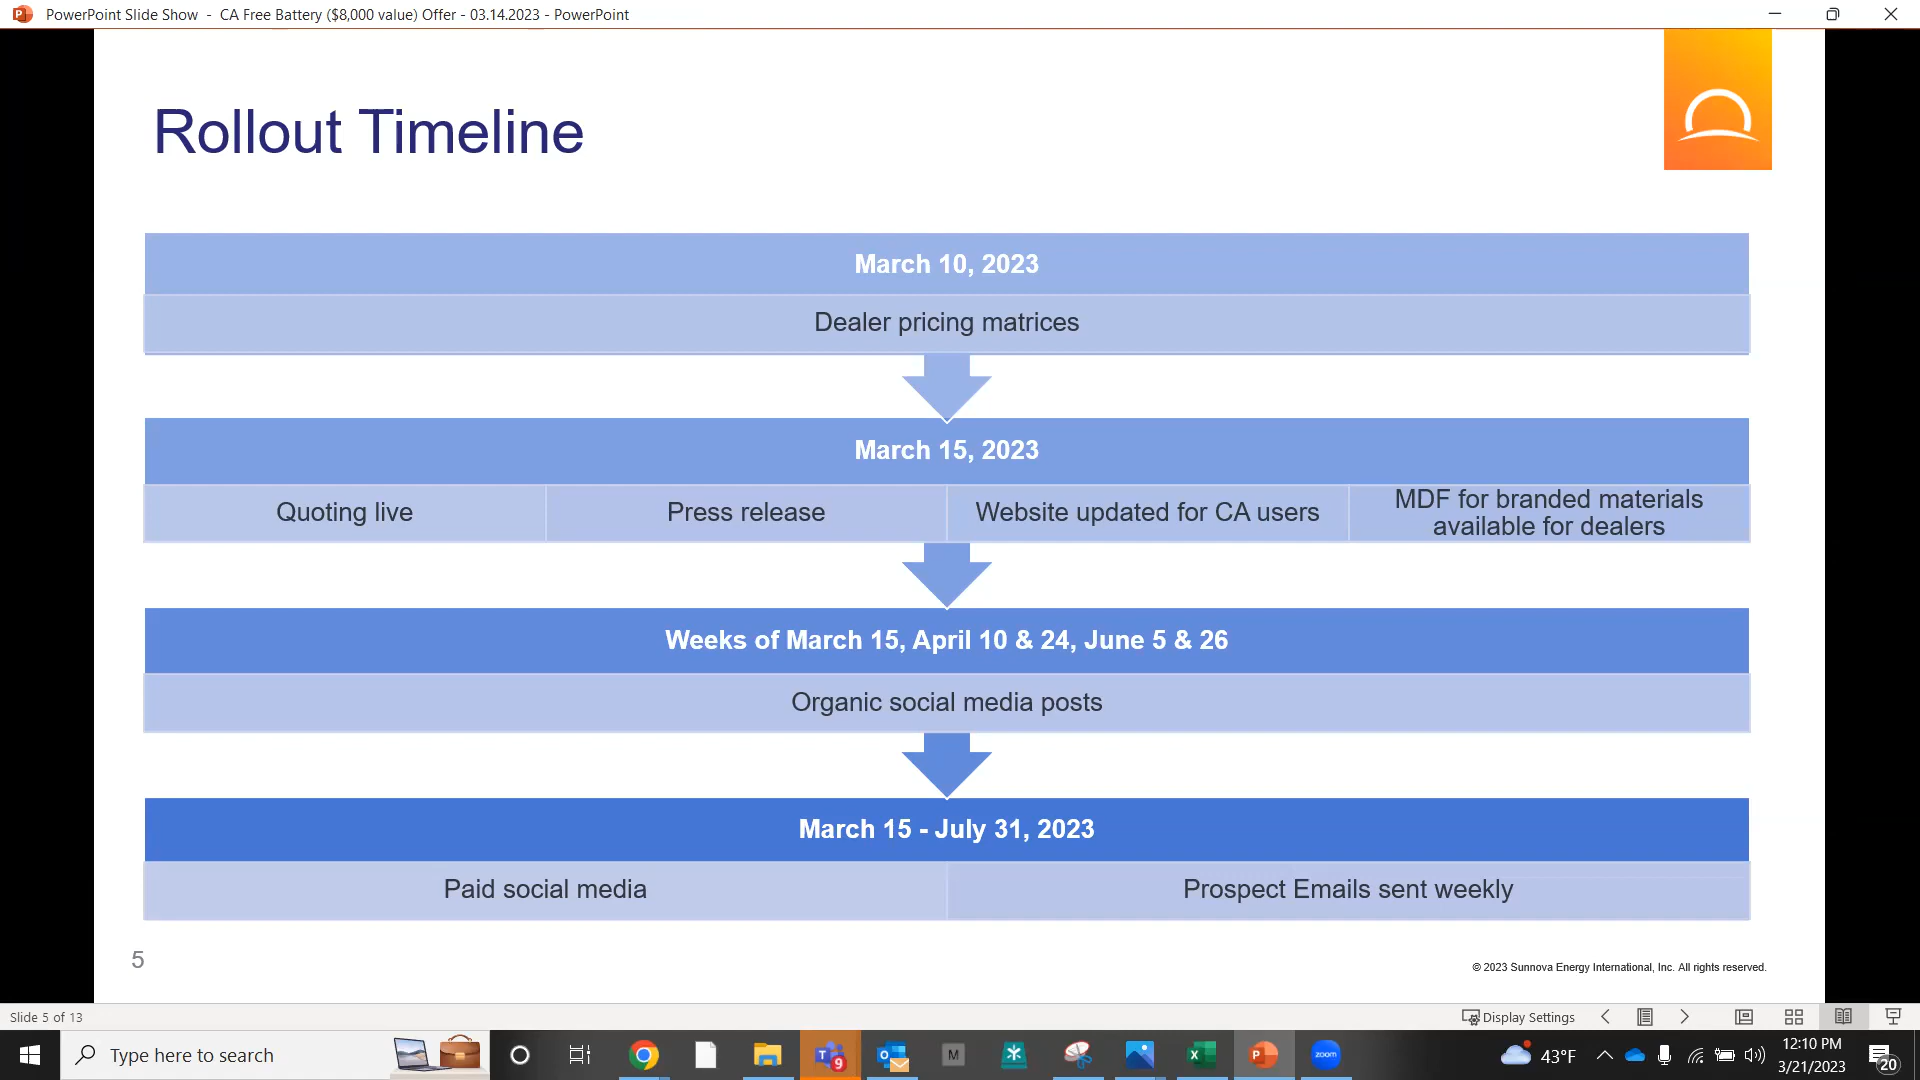 PowerPoint Slide Show - CA Free Battery ($8,000 value) Offer - 03.14.2023 - PowerPoint
Rollout Timeline
March 10, 2023
Dealer pricing matrices
March 15, 2023
Quoting live
Press release
Website updated for CA users
MDF for branded materials
available for dealers
Weeks of March 15, April 10 & 24, June 5 & 26
Organic social media posts
March 15 - July 31, 2023
Paid social media
Prospect Emails sent weekly
5
© 2023 Sunnova Energy International, Inc. All rights reserved.
Slide 5 of 13
Display Settings
Type here to search
T
9
M
X
P
zoom
43°F
12:10 PM
3/21/2023
20